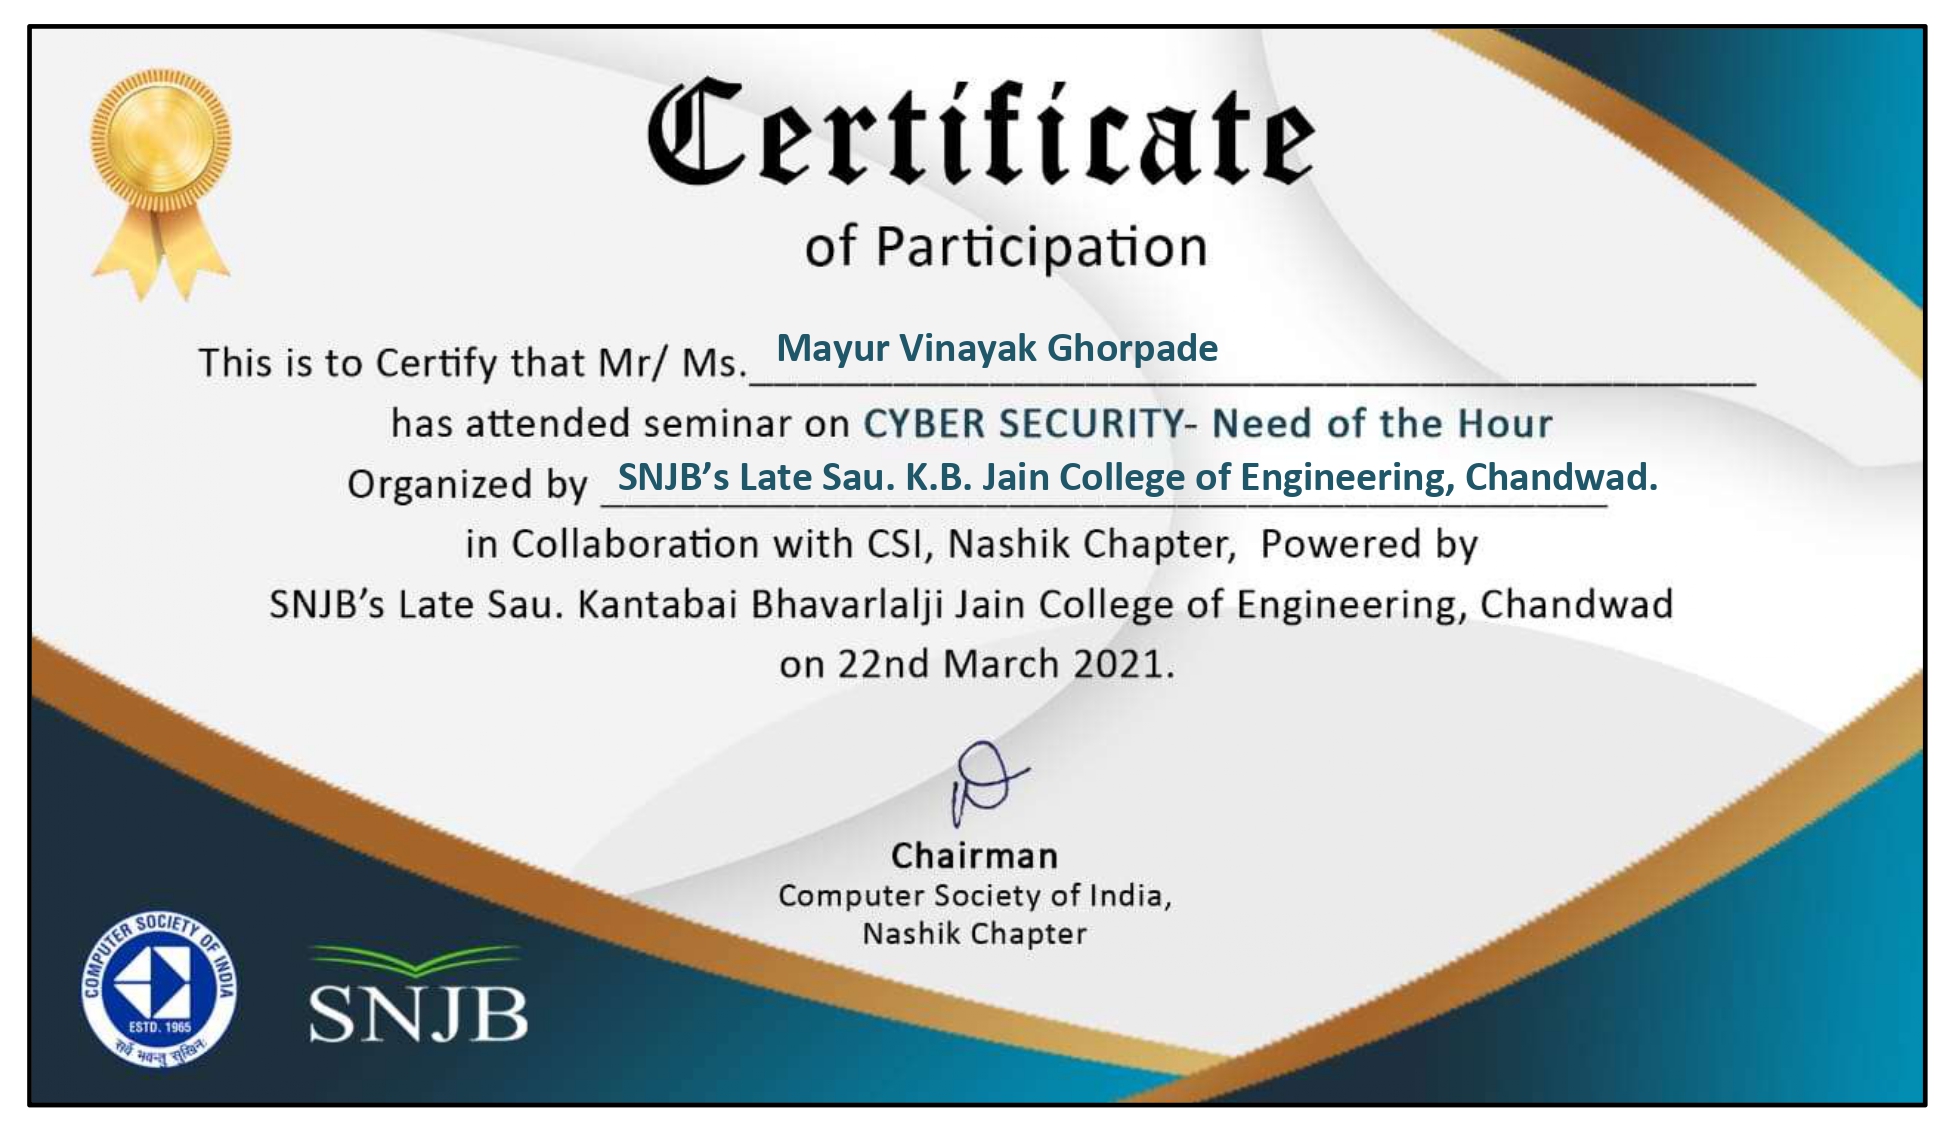 Certificate
of Participation
This is to Certify that Mr/ Ms. Mayur Vinayak Ghorpade
has attended seminar on CYBER SECURITY- Need of the Hour
Organized by SNJB’s Late Sau. K.B. Jain College of Engineering, Chandwad.
in Collaboration with CSI, Nashik Chapter, Powered by
SNJB’s Late Sau. Kantabai Bhavarlalji Jain College of Engineering, Chandwad
on 22nd March 2021.
Chairman
Computer Society of India,
Nashik Chapter
COMPUTER SOCIETY OF INDIA
ESTD. 1965
सर्वे भवन्तु सुखिनः
SNJB